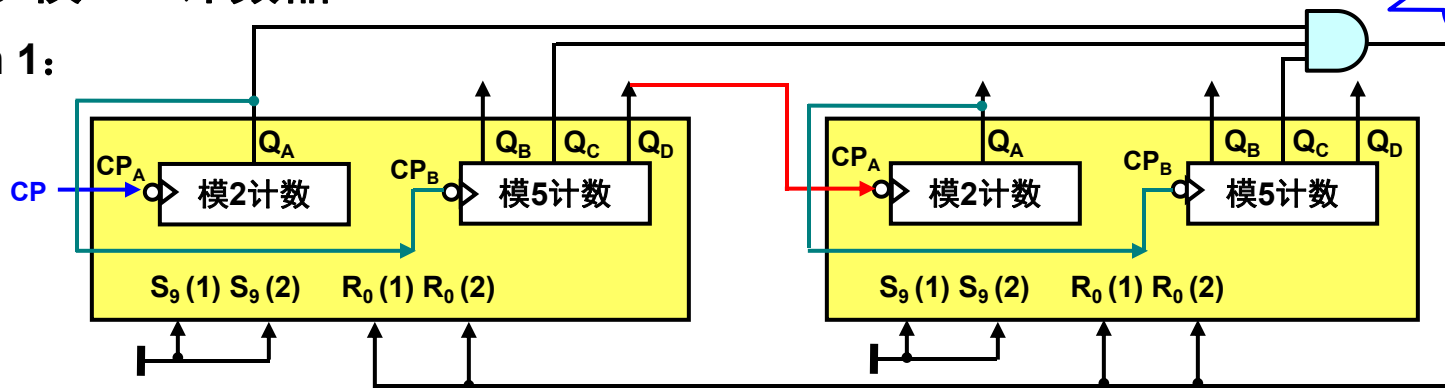 1：
Q_A Q_B Q_C Q_D Q_A Q_B Q_C Q_D
CP_A CP_B CP_A CP_B
CP 模2计数 模5计数 模2计数 模5计数
S_9 (1) S_9 (2) R_0 (1) R_0 (2) S_9 (1) S_9 (2) R_0 (1) R_0 (2)